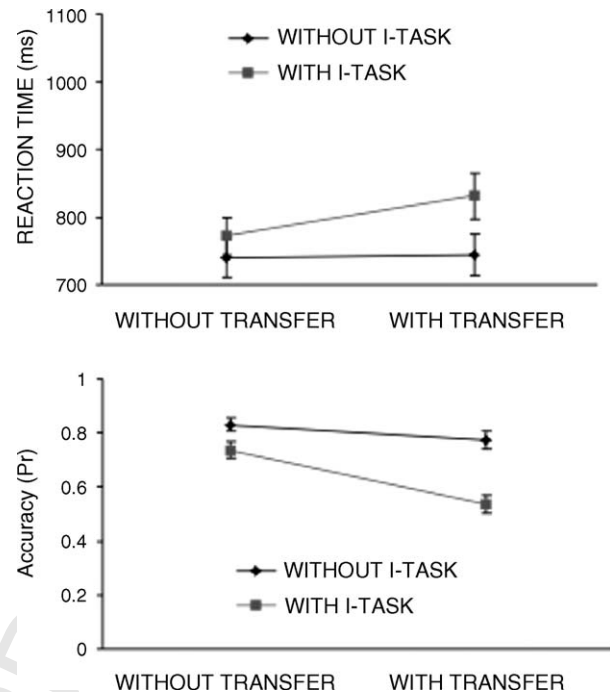 1100
1000
900
800
700
REACTION TIME (ms)
WITHOUT I-TASK
WITH I-TASK
WITHOUT TRANSFER WITH TRANSFER
1
0.8
0.6
0.4
0.2
0
Accuracy (Pr)
WITHOUT I-TASK
WITH I-TASK
WITHOUT TRANSFER WITH TRANSFER